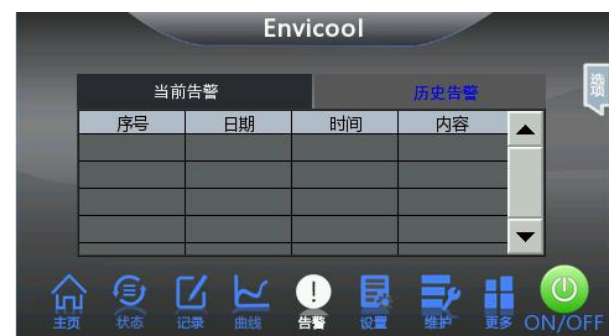 Envicool
选项
当前告警 历史告警
序号 日期 时间 内容
主页 状态 记录 曲线 告警 设置 维护 更多 ON/OFF